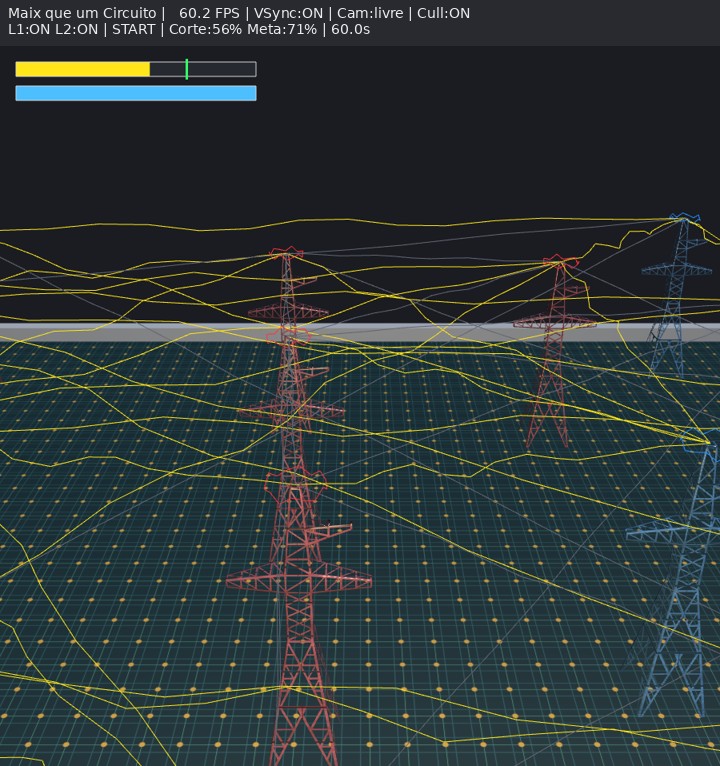 Maix que um Circuito | 60.2 FPS | VSync:ON | Cam:livre | Cull:ON
L1:ON L2:ON | START | Corte:56% Meta:71% | 60.0s